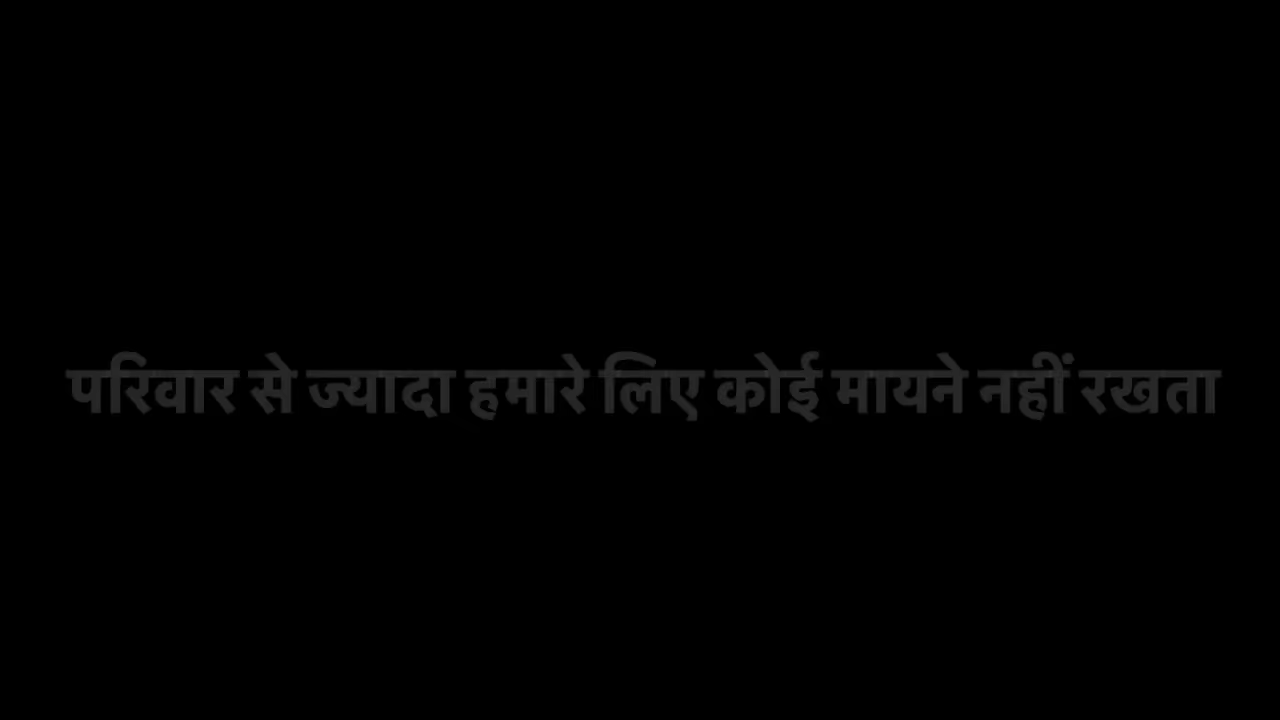 परिवार से ज्यादा हमारे लिए कोई मायने नहीं रखता